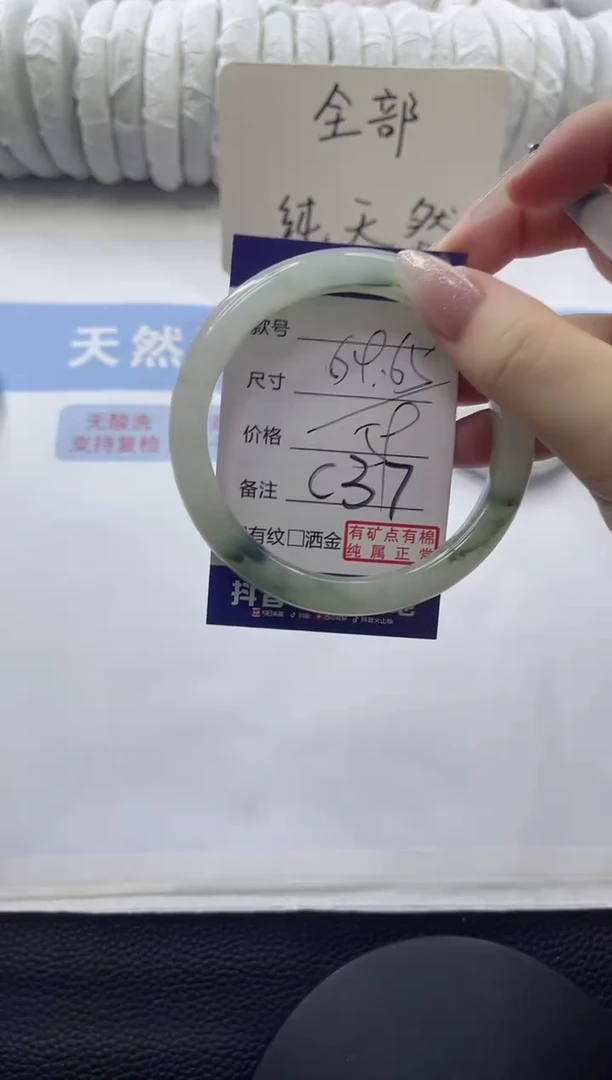 全部
纯天然
天然
无酸洗
支持复检
款号
尺寸 64.65
价格
备注 C37
有纹□洒金
有矿点有棉
纯属正常
抖音